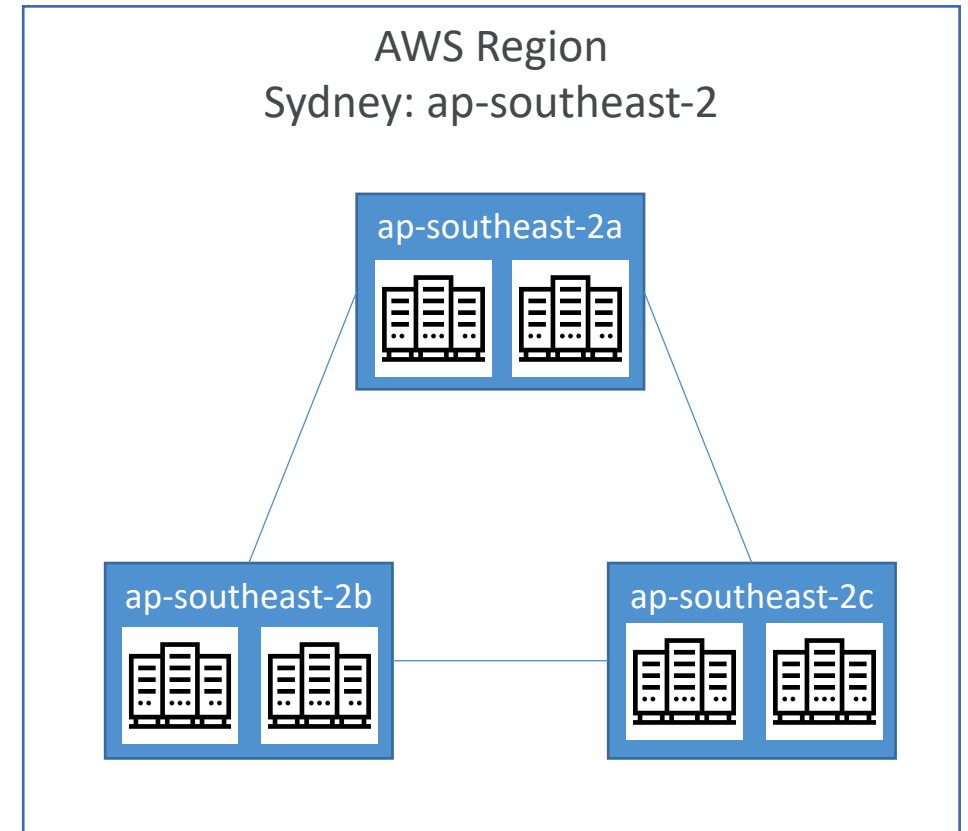 AWS Region
Sydney: ap-southeast-2
ap-southeast-2a
ap-southeast-2b
ap-southeast-2c